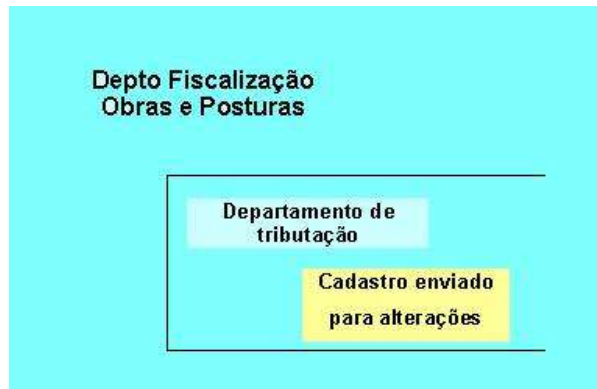 Depto Fiscalização
Obras e Posturas
Departamento de
tributação
Cadastro enviado
para alterações